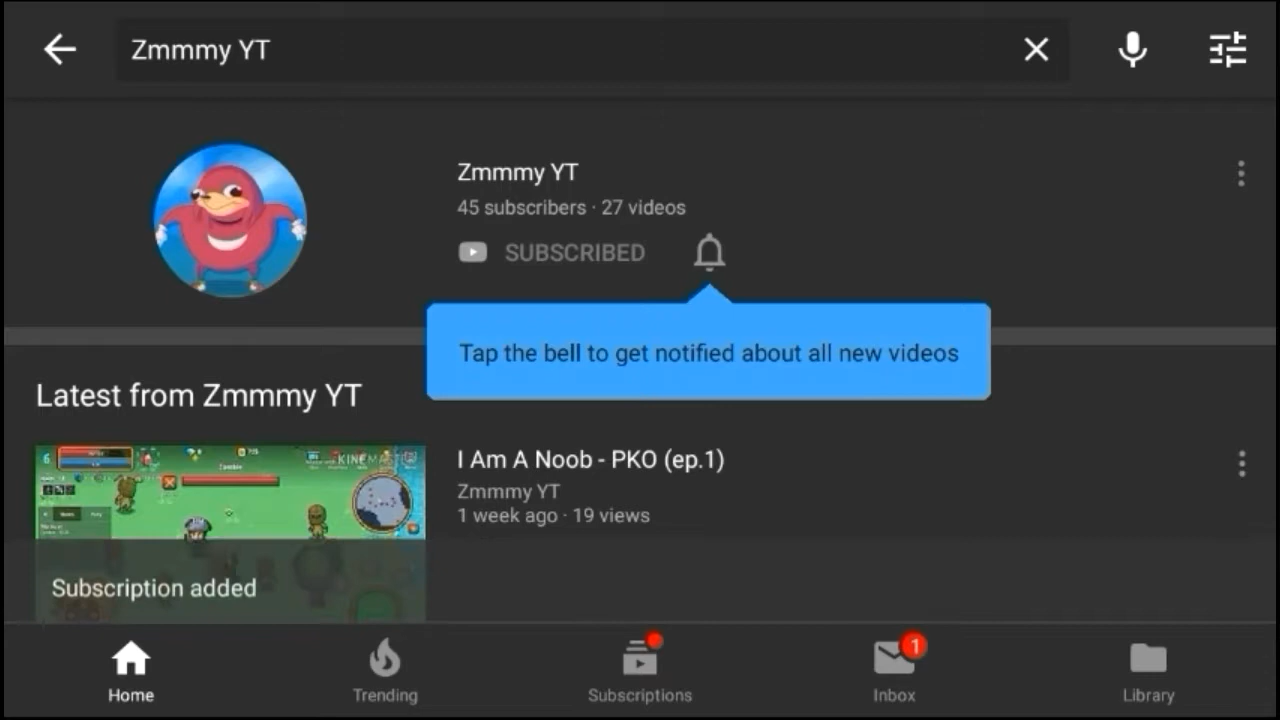 Zmmmy YT
Zmmmy YT
45 subscribers · 27 videos
SUBSCRIBED
Tap the bell to get notified about all new videos
Latest from Zmmmy YT
6
Zombie
I Am A Noob - PKO (ep.1)
Zmmmy YT
1 week ago · 19 views
Subscription added
1
Home
Trending
Subscriptions
Inbox
Library